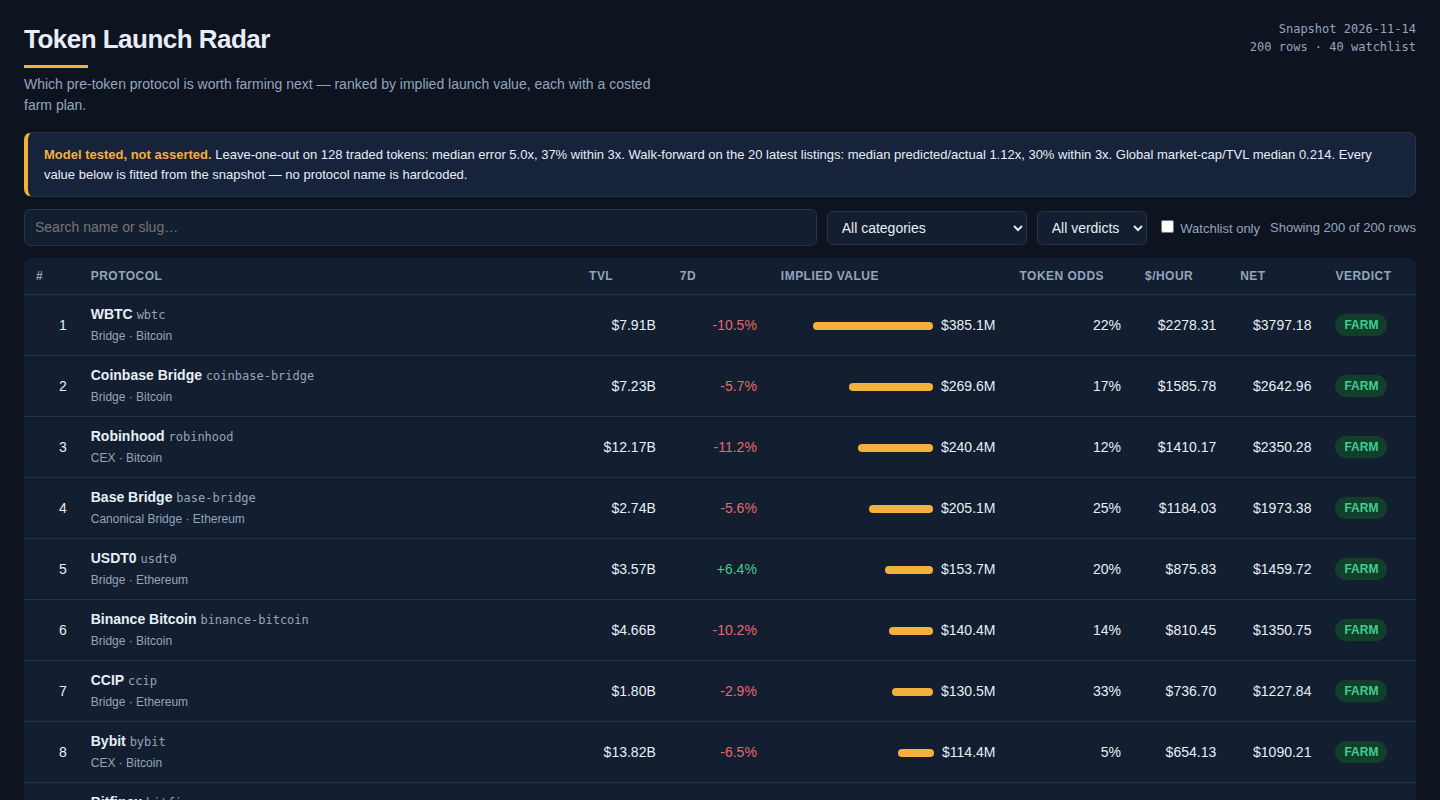 Token Launch Radar
Snapshot 2026-11-14
200 rows · 40 watchlist
Which pre-token protocol is worth farming next — ranked by implied launch value, each with a costed
farm plan.
Model tested, not asserted. Leave-one-out on 128 traded tokens: median error 5.0x, 37% within 3x. Walk-forward on the 20 latest listings: median predicted/actual 1.12x, 30% within 3x. Global market-cap/TVL median 0.214. Every
value below is fitted from the snapshot — no protocol name is hardcoded.
Search name or slug… All categories All verdicts Watchlist only Showing 200 of 200 rows
# PROTOCOL TVL 7D IMPLIED VALUE TOKEN ODDS $/HOUR NET VERDICT
1 WBTC wbtc $7.91B -10.5% $385.1M 22% $2278.31 $3797.18 FARM
Bridge · Bitcoin
2 Coinbase Bridge coinbase-bridge $7.23B -5.7% $269.6M 17% $1585.78 $2642.96 FARM
Bridge · Bitcoin
3 Robinhood robinhood $12.17B -11.2% $240.4M 12% $1410.17 $2350.28 FARM
CEX · Bitcoin
4 Base Bridge base-bridge $2.74B -5.6% $205.1M 25% $1184.03 $1973.38 FARM
Canonical Bridge · Ethereum
5 USDT0 usdt0 $3.57B +6.4% $153.7M 20% $875.83 $1459.72 FARM
Bridge · Ethereum
6 Binance Bitcoin binance-bitcoin $4.66B -10.2% $140.4M 14% $810.45 $1350.75 FARM
Bridge · Bitcoin
7 CCIP ccip $1.80B -2.9% $130.5M 33% $736.70 $1227.84 FARM
Bridge · Ethereum
8 Bybit bybit $13.82B -6.5% $114.4M 5% $654.13 $1090.21 FARM
CEX · Bitcoin